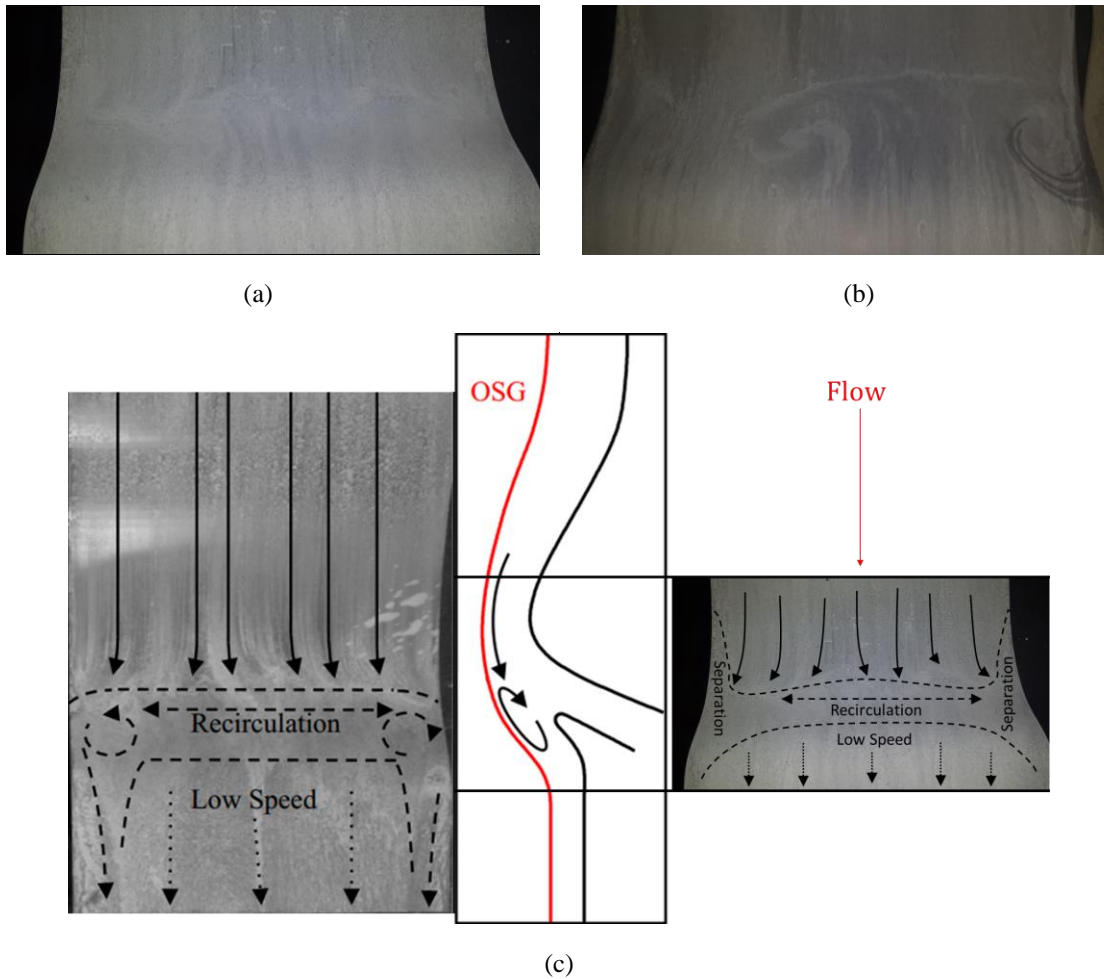 (a)
(b)
OSG
Flow
Recirculation
Low Speed
Separation
Recirculation
Separation
Low Speed
(c)